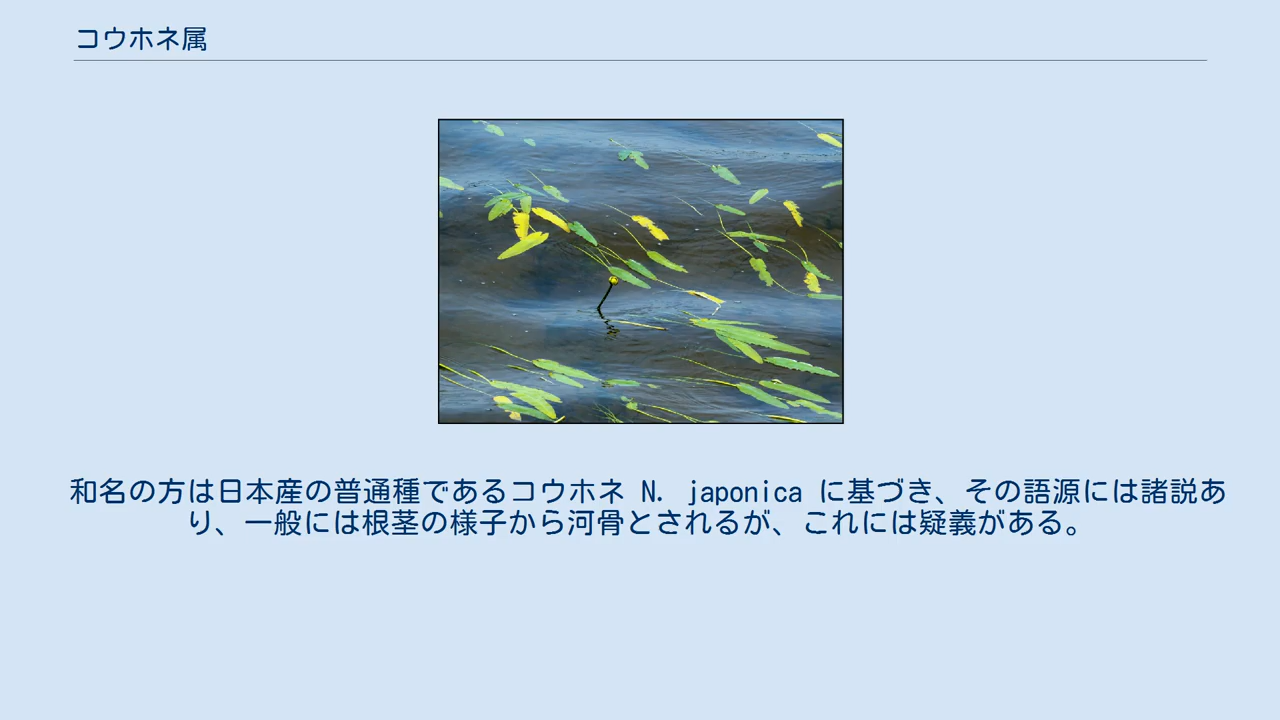 コウホネ属
和名の方は日本産の普通種であるコウホネ N. japonica に基づき、その語源には諸説あ
り、一般には根茎の様子から河骨とされるが、これには疑義がある。